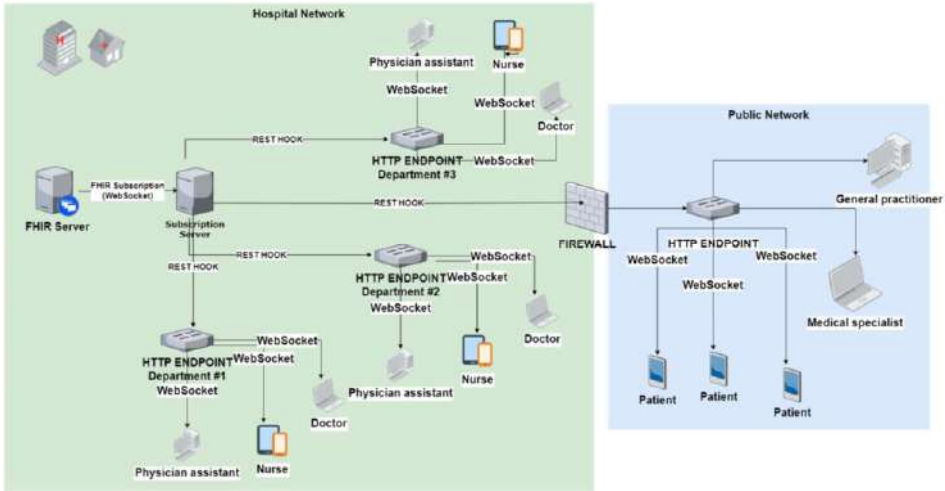 Hospital Network
H
Physician assistant
Nurse
WebSocket
WebSocket
Doctor
REST HOOK
HTTP ENDPOINT
Department #3
WebSocket
Public Network
General practitioner
FHIR Subscription
(WebSocket)
FHIR Server
Subscription
Server
REST HOOK
FIREWALL
HTTP ENDPOINT
WebSocket
WebSocket
WebSocket
Medical specialist
Patient
Patient
Patient
REST HOOK
REST HOOK
HTTP ENDPOINT
Department #2
WebSocket
WebSocket
WebSocket
Doctor
Nurse
Physician assistant
HTTP ENDPOINT
Department #1
WebSocket
WebSocket
WebSocket
Doctor
Nurse
Physician assistant